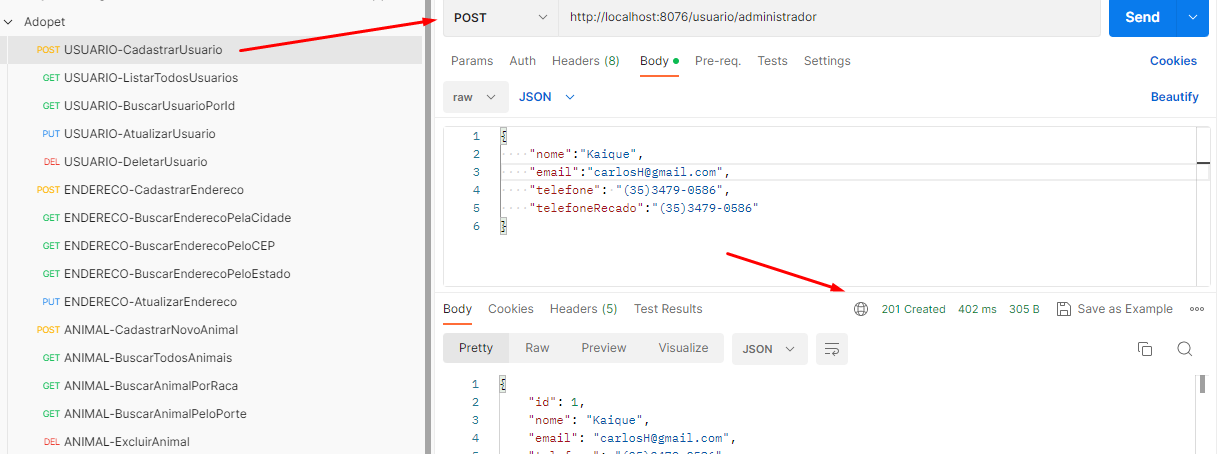 Adopet
POST USUARIO-CadastrarUsuario
GET USUARIO-ListarTodosUsuarios
GET USUARIO-BuscarUsuarioPorId
PUT USUARIO-AtualizarUsuario
DEL USUARIO-DeletarUsuario
POST ENDERECO-CadastrarEndereco
GET ENDERECO-BuscarEnderecoPelaCidade
GET ENDERECO-BuscarEnderecoPeloCEP
GET ENDERECO-BuscarEnderecoPeloEstado
PUT ENDERECO-AtualizarEndereco
POST ANIMAL-CadastrarNovoAnimal
GET ANIMAL-BuscarTodosAnimais
GET ANIMAL-BuscarAnimalPorRaca
GET ANIMAL-BuscarAnimalPeloPorte
DEL ANIMAL-ExcluirAnimal
POST http://localhost:8076/usuario/administrador Send
Params Auth Headers (8) Body Pre-req. Tests Settings Cookies
raw JSON Beautify
1 {
2 "nome":"Kaique",
3 "email":"carlosH@gmail.com",
4 "telefone": "(35)3479-0586",
5 "telefoneRecado":"(35)3479-0586"
6 }
Body Cookies Headers (5) Test Results 201 Created 402 ms 305 B Save as Example
Pretty Raw Preview Visualize JSON
1 {
2 "id": 1,
3 "nome": "Kaique",
4 "email": "carlosH@gmail.com",